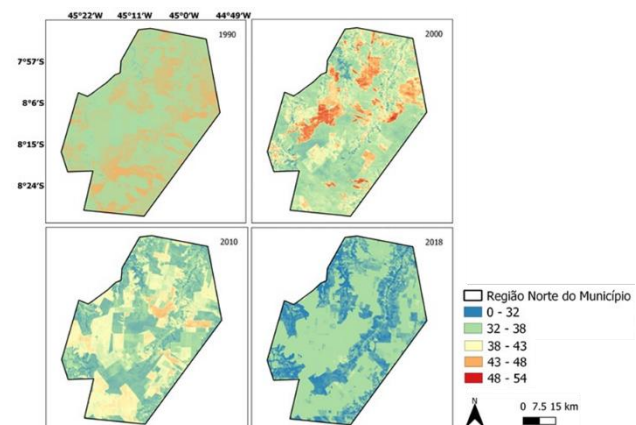 45°22'W 45°11'W 45°0'W 44°49'W
1990
2000
7°57'S
8°6'S
8°15'S
8°24'S
2010
2018
Região Norte do Município
0 - 32
32 - 38
38 - 43
43 - 48
48 - 54
N
0 7.5 15 km